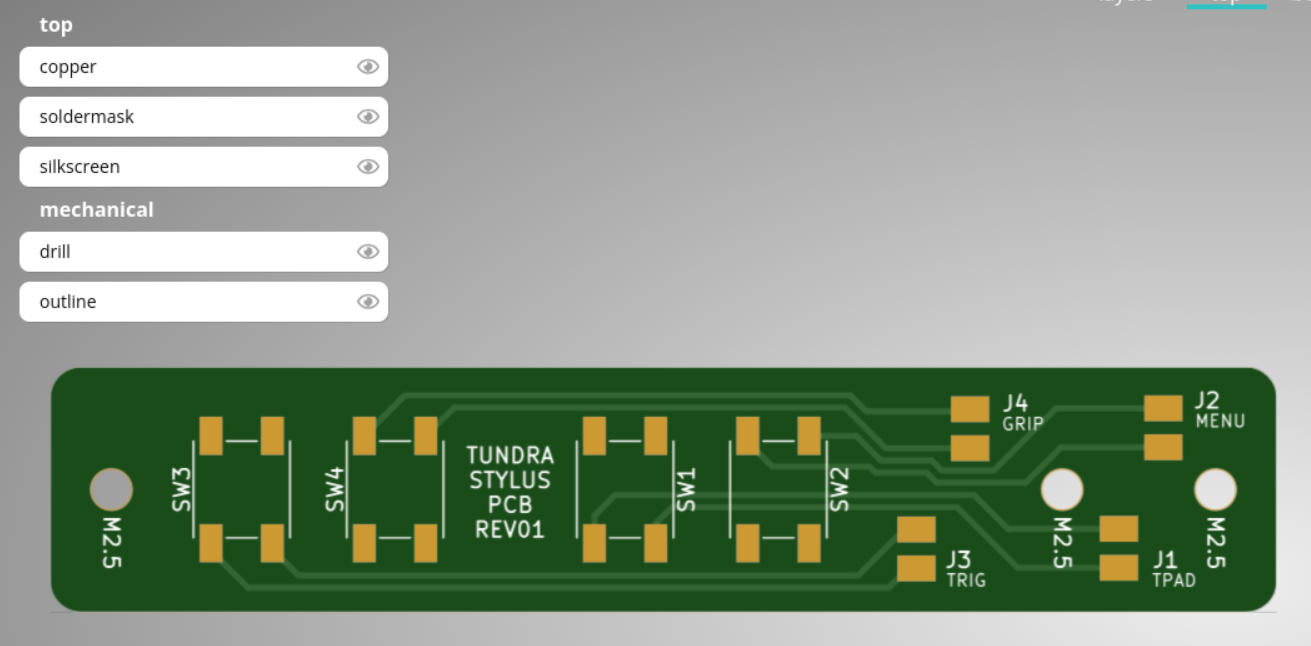 top
copper
soldermask
silkscreen
mechanical
drill
outline
J4
GRIP
J2
MENU
SW3
SW4
TUNDRA
STYLUS
PCB
REV01
SW1
SW2
M2.5
M2.5
M2.5
J3
TRIG
J1
TPAD